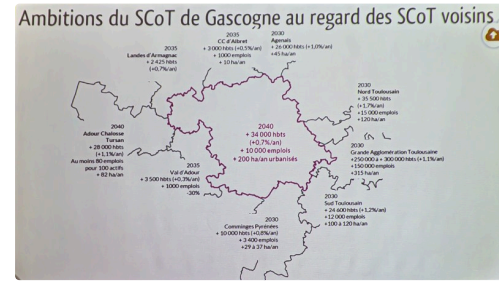 Ambitions du SCoT de Gascogne au regard des SCoT voisins
2035
Landes d'Armagnac
+ 2 425 hbts
(+0,7%/an)
2035
CC d'Albret
+ 3 000 hbts (+0,5%/an)
+ 1000 emplois
+ 10 ha/an
2030
Agenais
+ 26 000 hbts (+1,0%/an)
+45 ha/an
2030
Nord Toulousain
+ 35 500 hbts
(+1,7%/an)
+15 000 emplois
+120 ha/an
2040
+ 34 000 hbts
(+0,7%/an)
+ 10 000 emplois
+ 200 ha/an urbanisés
2040
Adour Chalosse
Tursan
+ 28 000 hbts
(+1,1%/an)
Au moins 80 emplois
pour 100 actifs
+ 82 ha/an
2030
Grande Agglomération Toulousaine
+250 000 à + 300 000 hbts (+1,1%/an)
+150 000 emplois
+315 ha/an
2035
Val d'Adour
+ 3 500 hbts (+0,3%/an)
+ 1000 emplois
-30%
2030
Sud Toulousain
+ 24 600 hbts (+1,2%/an)
+12 000 emplois
+100 à 120 ha/an
2030
Comminges Pyrénées
+ 10 000 hbts (+0,8%/an)
+ 3 400 emplois
+29 à 37 ha/an